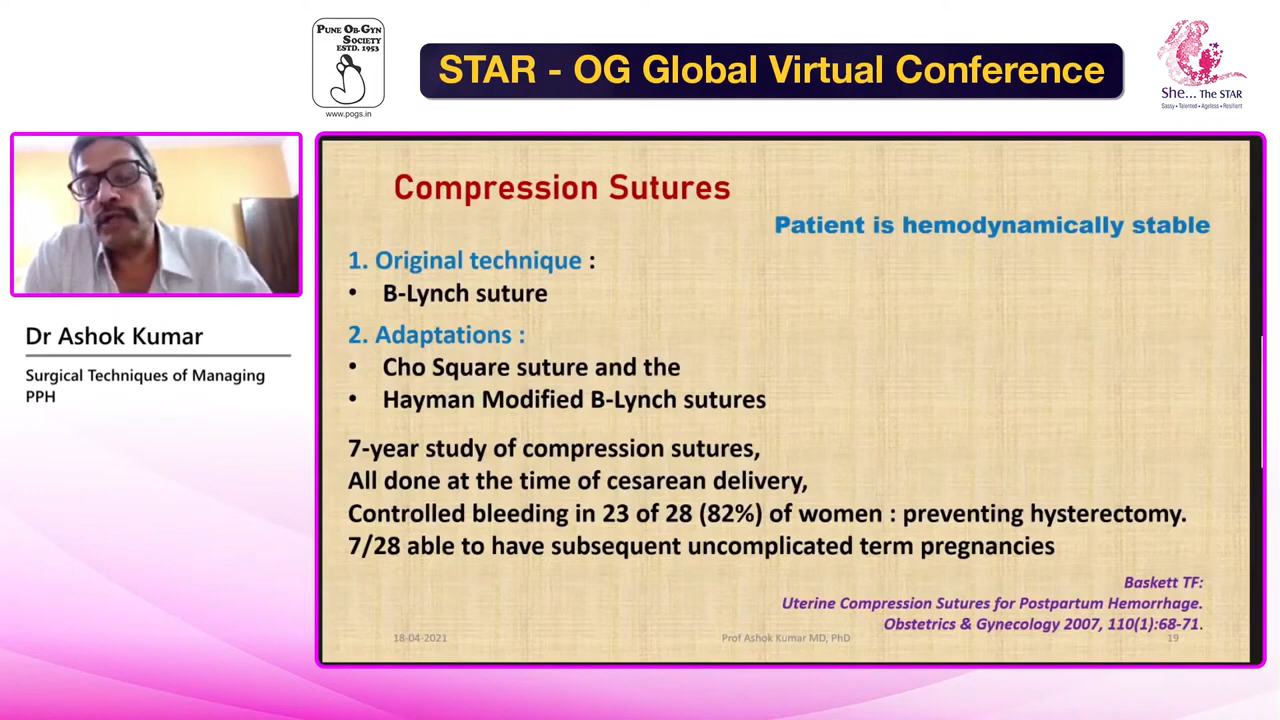 PUNE OB-GYN
SOCIETY
ESTD. 1953
www.pogs.in
STAR - OG Global Virtual Conference
She... The STAR
Sassy • Talented • Ageless • Resilient
Dr Ashok Kumar
Surgical Techniques of Managing
PPH
Compression Sutures
Patient is hemodynamically stable
1. Original technique :
• B-Lynch suture
2. Adaptations :
• Cho Square suture and the
• Hayman Modified B-Lynch sutures
7-year study of compression sutures,
All done at the time of cesarean delivery,
Controlled bleeding in 23 of 28 (82%) of women : preventing hysterectomy.
7/28 able to have subsequent uncomplicated term pregnancies
Baskett TF:
Uterine Compression Sutures for Postpartum Hemorrhage.
Obstetrics & Gynecology 2007, 110(1):68-71.
18-04-2021 Prof Ashok Kumar MD, PhD 19